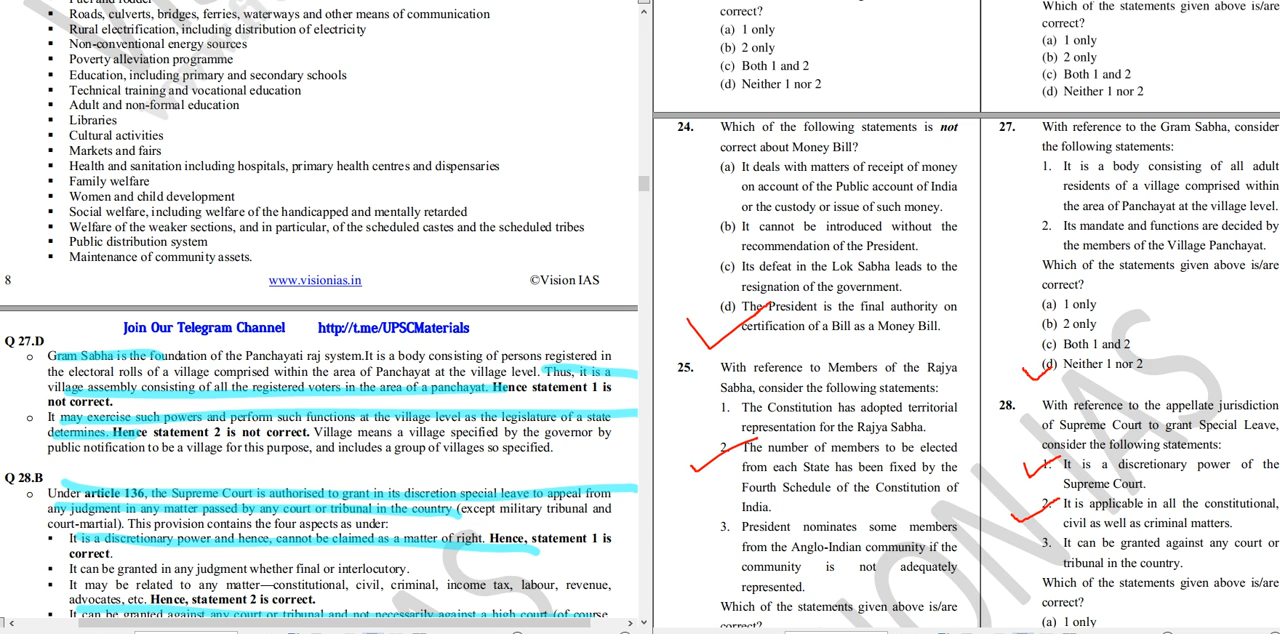 Fuel and fodder
▪ Roads, culverts, bridges, ferries, waterways and other means of communication
▪ Rural electrification, including distribution of electricity
▪ Non-conventional energy sources
▪ Poverty alleviation programme
▪ Education, including primary and secondary schools
▪ Technical training and vocational education
▪ Adult and non-formal education
▪ Libraries
▪ Cultural activities
▪ Markets and fairs
▪ Health and sanitation including hospitals, primary health centres and dispensaries
▪ Family welfare
▪ Women and child development
▪ Social welfare, including welfare of the handicapped and mentally retarded
▪ Welfare of the weaker sections, and in particular, of the scheduled castes and the scheduled tribes
▪ Public distribution system
▪ Maintenance of community assets.
8 www.visionias.in ©Vision IAS
Join Our Telegram Channel http://t.me/UPSCMaterials
Q 27.D
o Gram Sabha is the foundation of the Panchayati raj system.It is a body consisting of persons registered in
the electoral rolls of a village comprised within the area of Panchayat at the village level. Thus, it is a
village assembly consisting of all the registered voters in the area of a panchayat. Hence statement 1 is
not correct.
o It may exercise such powers and perform such functions at the village level as the legislature of a state
determines. Hence statement 2 is not correct. Village means a village specified by the governor by
public notification to be a village for this purpose, and includes a group of villages so specified.
Q 28.B
o Under article 136, the Supreme Court is authorised to grant in its discretion special leave to appeal from
any judgment in any matter passed by any court or tribunal in the country (except military tribunal and
court-martial). This provision contains the four aspects as under:
▪ It is a discretionary power and hence, cannot be claimed as a matter of right. Hence, statement 1 is
correct.
▪ It can be granted in any judgment whether final or interlocutory.
▪ It may be related to any matter—constitutional, civil, criminal, income tax, labour, revenue,
advocates, etc. Hence, statement 2 is correct.
▪ It can be granted against any court or tribunal and not necessarily against a high court (of course
correct?
(a) 1 only
(b) 2 only
(c) Both 1 and 2
(d) Neither 1 nor 2
24. Which of the following statements is not
correct about Money Bill?
(a) It deals with matters of receipt of money
on account of the Public account of India
or the custody or issue of such money.
(b) It cannot be introduced without the
recommendation of the President.
(c) Its defeat in the Lok Sabha leads to the
resignation of the government.
(d) The President is the final authority on
certification of a Bill as a Money Bill.
25. With reference to Members of the Rajya
Sabha, consider the following statements:
1. The Constitution has adopted territorial
representation for the Rajya Sabha.
2. The number of members to be elected
from each State has been fixed by the
Fourth Schedule of the Constitution of
India.
3. President nominates some members
from the Anglo-Indian community if the
community is not adequately
represented.
Which of the statements given above is/are
correct?
Which of the statements given above is/are
correct?
(a) 1 only
(b) 2 only
(c) Both 1 and 2
(d) Neither 1 nor 2
27. With reference to the Gram Sabha, consider
the following statements:
1. It is a body consisting of all adult
residents of a village comprised within
the area of Panchayat at the village level.
2. Its mandate and functions are decided by
the members of the Village Panchayat.
Which of the statements given above is/are
correct?
(a) 1 only
(b) 2 only
(c) Both 1 and 2
(d) Neither 1 nor 2
28. With reference to the appellate jurisdiction
of Supreme Court to grant Special Leave,
consider the following statements:
1. It is a discretionary power of the
Supreme Court.
2. It is applicable in all the constitutional,
civil as well as criminal matters.
3. It can be granted against any court or
tribunal in the country.
Which of the statements given above is/are
correct?
(a) 1 only